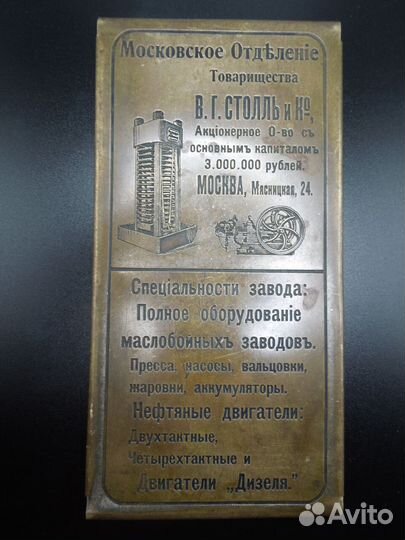 Московское Отдѣленіе
Товарищества
В. Г. СТОЛЛЬ и Кº,
Акціонерное О-во съ
основнымъ капиталомъ
3.000.000 рублей.
МОСКВА, Мясницкая, 24.
Спеціальности завода:
Полное оборудованіе
маслобойныхъ заводовъ.
Пресса, насосы, вальцовки,
жаровни, аккумуляторы.
Нефтяные двигатели:
Двухтактные,
Четырехтактные и
Двигатели „Дизеля."
Avito